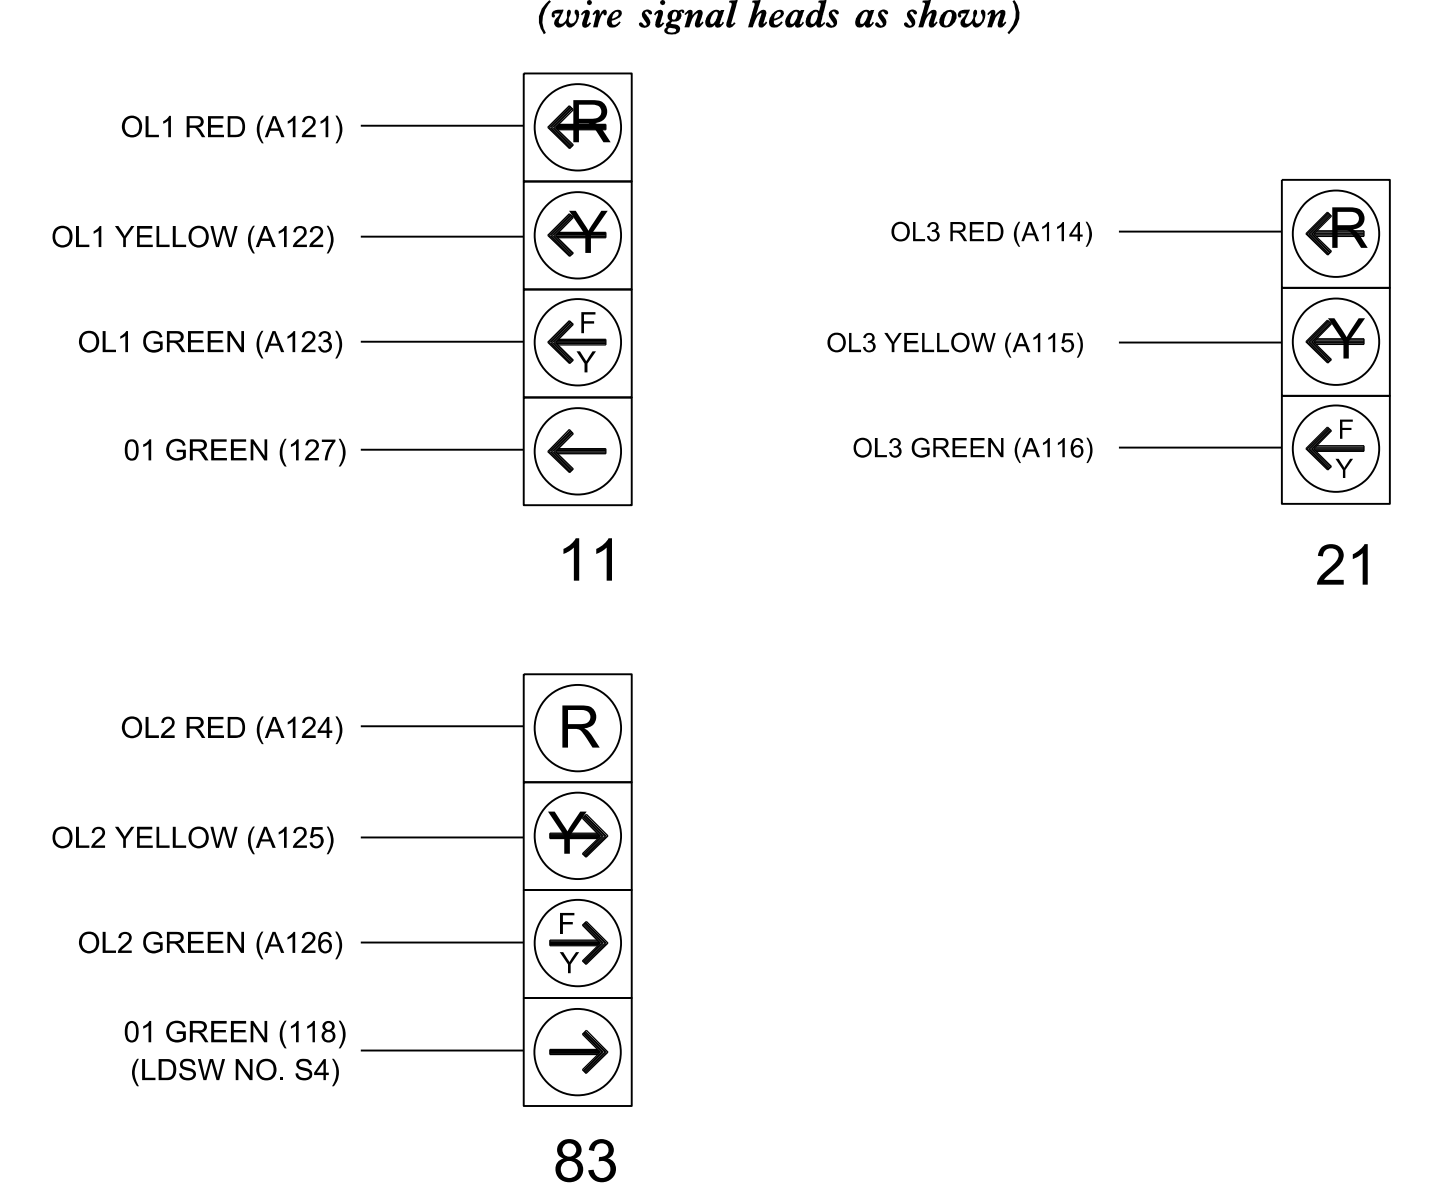 (wire signal heads as shown)
OL1 RED (A121)
R
OL1 YELLOW (A122)
Y
OL1 GREEN (A123)
F
Y
01 GREEN (127)
11
OL3 RED (A114)
R
OL3 YELLOW (A115)
Y
OL3 GREEN (A116)
F
Y
21
OL2 RED (A124)
R
OL2 YELLOW (A125)
Y
OL2 GREEN (A126)
F
Y
01 GREEN (118)
(LDSW NO. S4)
83